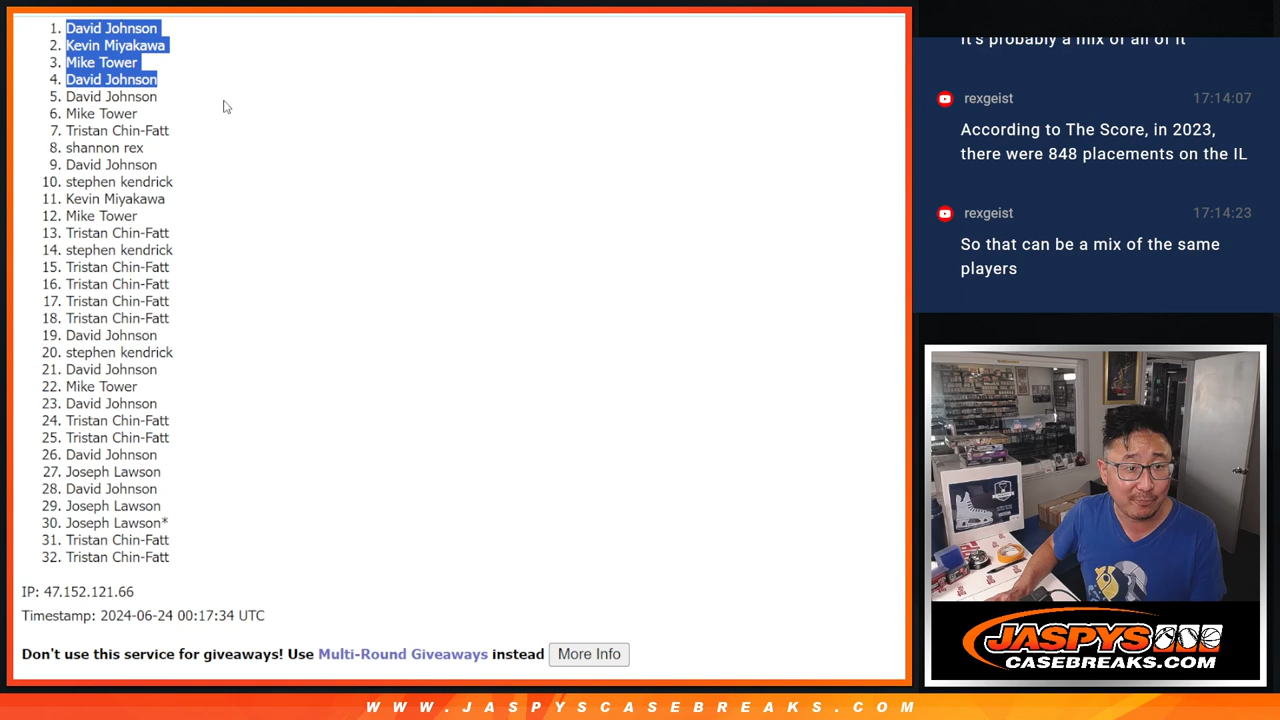 1. David Johnson
2. Kevin Miyakawa
3. Mike Tower
4. David Johnson
5. David Johnson
6. Mike Tower
7. Tristan Chin-Fatt
8. shannon rex
9. David Johnson
10. stephen kendrick
11. Kevin Miyakawa
12. Mike Tower
13. Tristan Chin-Fatt
14. stephen kendrick
15. Tristan Chin-Fatt
16. Tristan Chin-Fatt
17. Tristan Chin-Fatt
18. Tristan Chin-Fatt
19. David Johnson
20. stephen kendrick
21. David Johnson
22. Mike Tower
23. David Johnson
24. Tristan Chin-Fatt
25. Tristan Chin-Fatt
26. David Johnson
27. Joseph Lawson
28. David Johnson
29. Joseph Lawson
30. Joseph Lawson*
31. Tristan Chin-Fatt
32. Tristan Chin-Fatt
IP: 47.152.121.66
Timestamp: 2024-06-24 00:17:34 UTC
Don't use this service for giveaways! Use Multi-Round Giveaways instead More Info
it's probably a mix of all of it
rexgeist 17:14:07
According to The Score, in 2023,
there were 848 placements on the IL
rexgeist 17:14:23
So that can be a mix of the same
players
JASPYS
CASEBREAKS.COM
WWW.JASPYSCASEBREAKS.COM